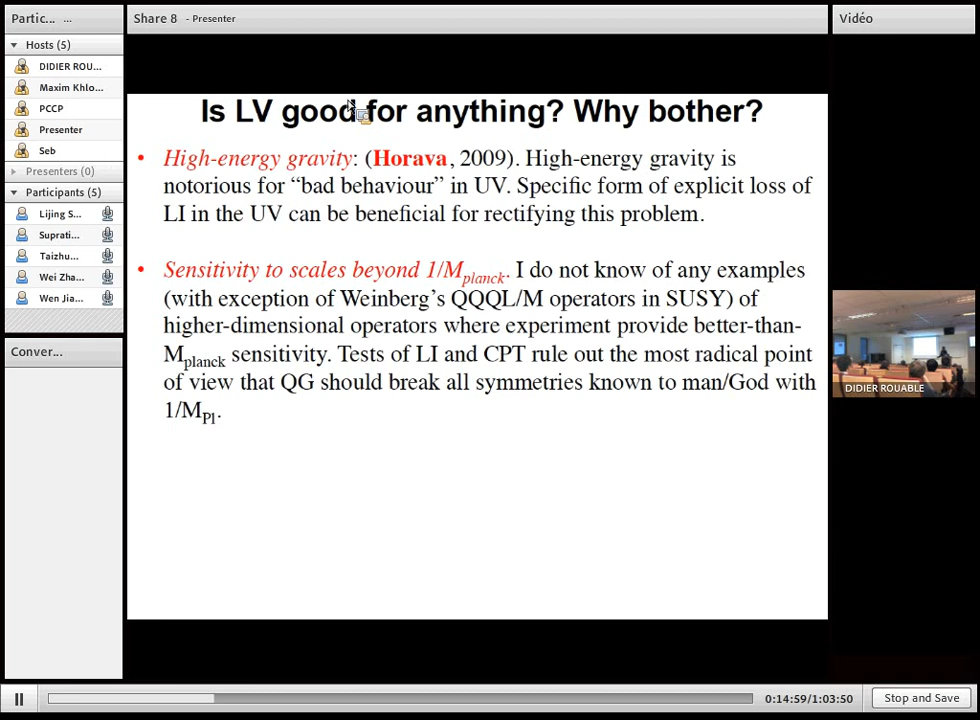 Partic... ...
Hosts (5)
DIDIER ROU...
Maxim Khlo...
PCCP
Presenter
Seb
Presenters (0)
Participants (5)
Lijing S...
Suprati...
Taizhu...
Wei Zha...
Wen Jia...
Conver...
Share 8 - Presenter
Is LV good for anything? Why bother?
• High-energy gravity: (Horava, 2009). High-energy gravity is
notorious for “bad behaviour” in UV. Specific form of explicit loss of
LI in the UV can be beneficial for rectifying this problem.
• Sensitivity to scales beyond 1/Mplanck. I do not know of any examples
(with exception of Weinberg’s QQQL/M operators in SUSY) of
higher-dimensional operators where experiment provide better-than-
Mplanck sensitivity. Tests of LI and CPT rule out the most radical point
of view that QG should break all symmetries known to man/God with
1/MPl.
Vidéo
DIDIER ROUABLE
0:14:59/1:03:50
Stop and Save